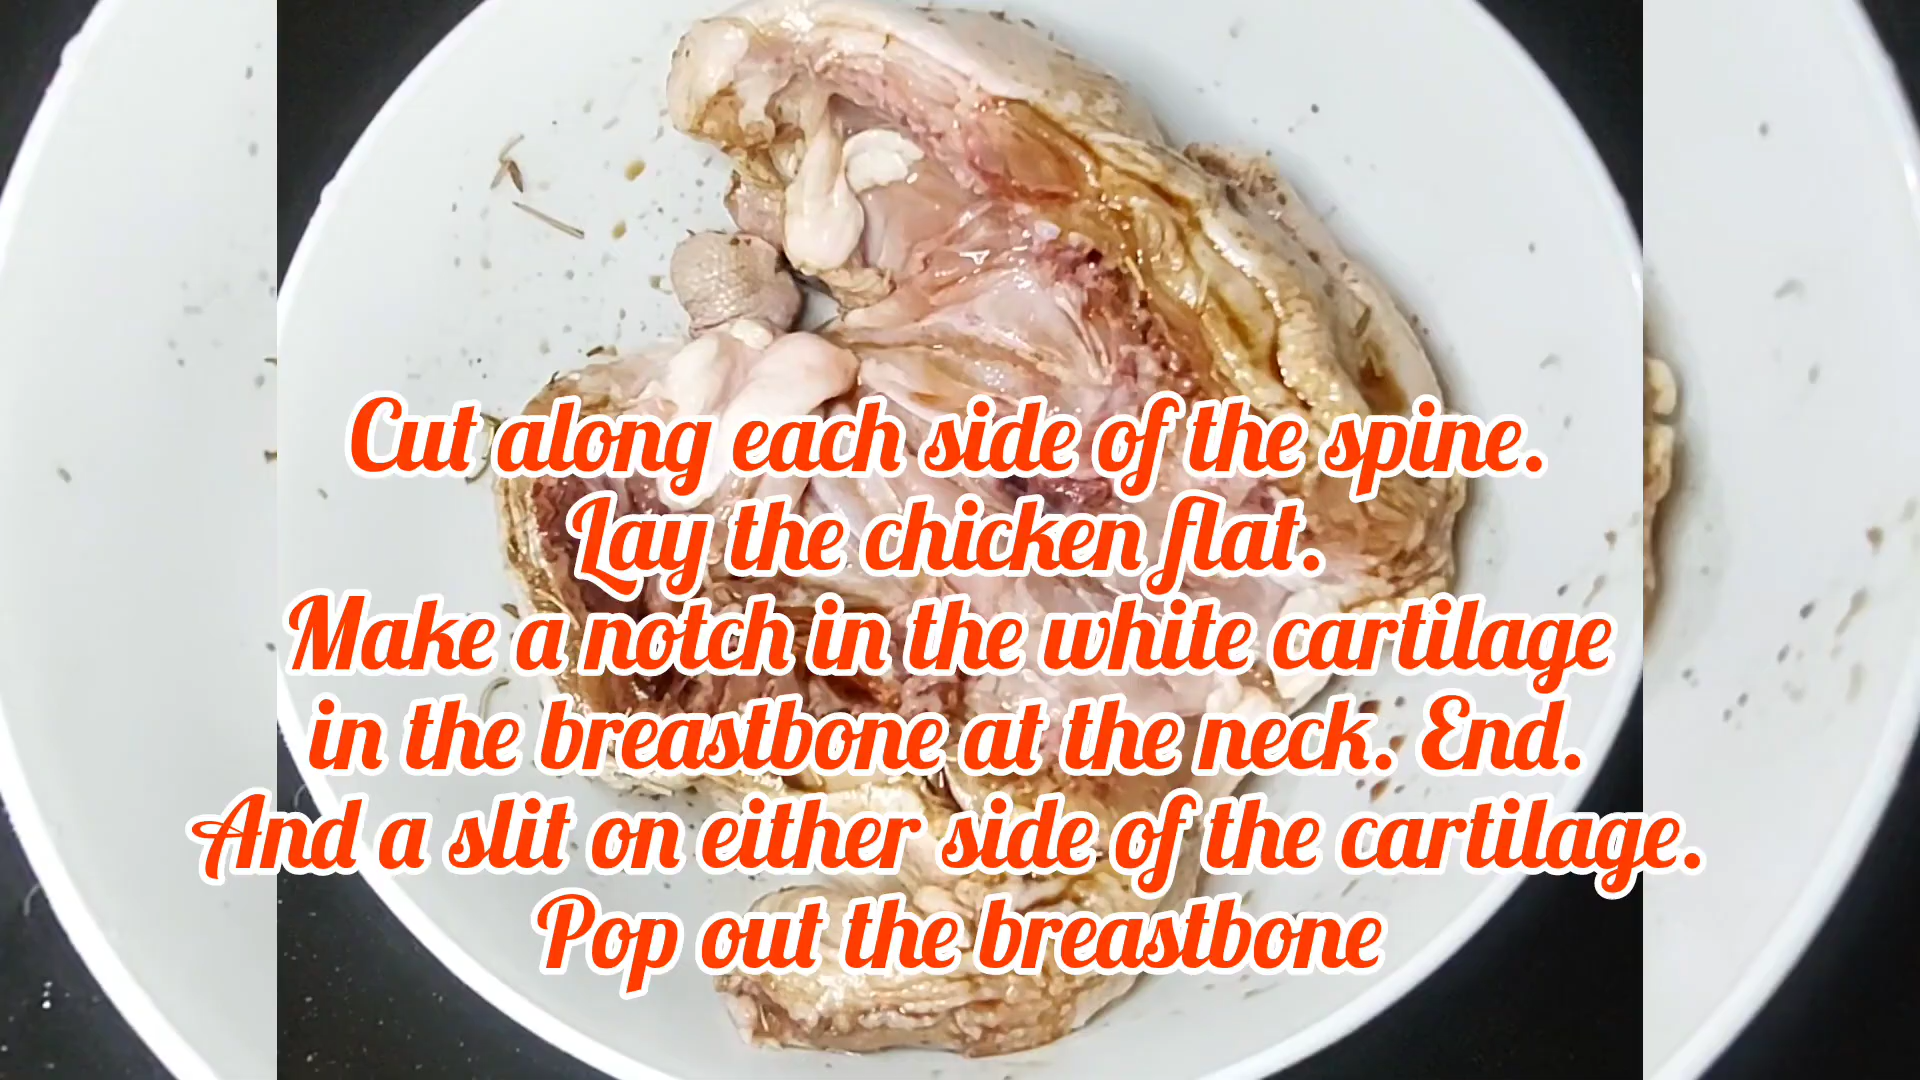 Cut along each side of the spine.
Lay the chicken flat.
Make a notch in the white cartilage
in the breastbone at the neck. End.
And a slit on either side of the cartilage.
Pop out the breastbone